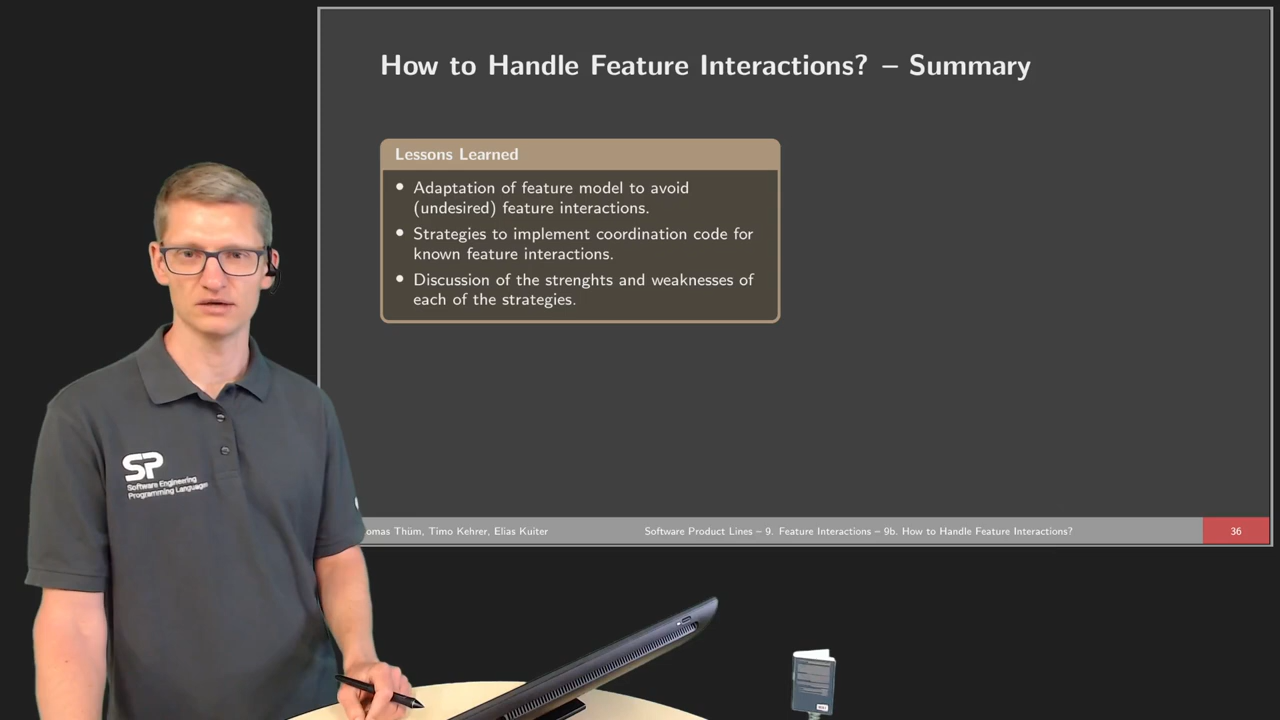 How to Handle Feature Interactions? – Summary
Lessons Learned
• Adaptation of feature model to avoid
(undesired) feature interactions.
• Strategies to implement coordination code for
known feature interactions.
• Discussion of the strenghts and weaknesses of
each of the strategies.
SP
Software Engineering
Programming Languages
omas Thüm, Timo Kehrer, Elias Kuiter
Software Product Lines – 9. Feature Interactions – 9b. How to Handle Feature Interactions?
36